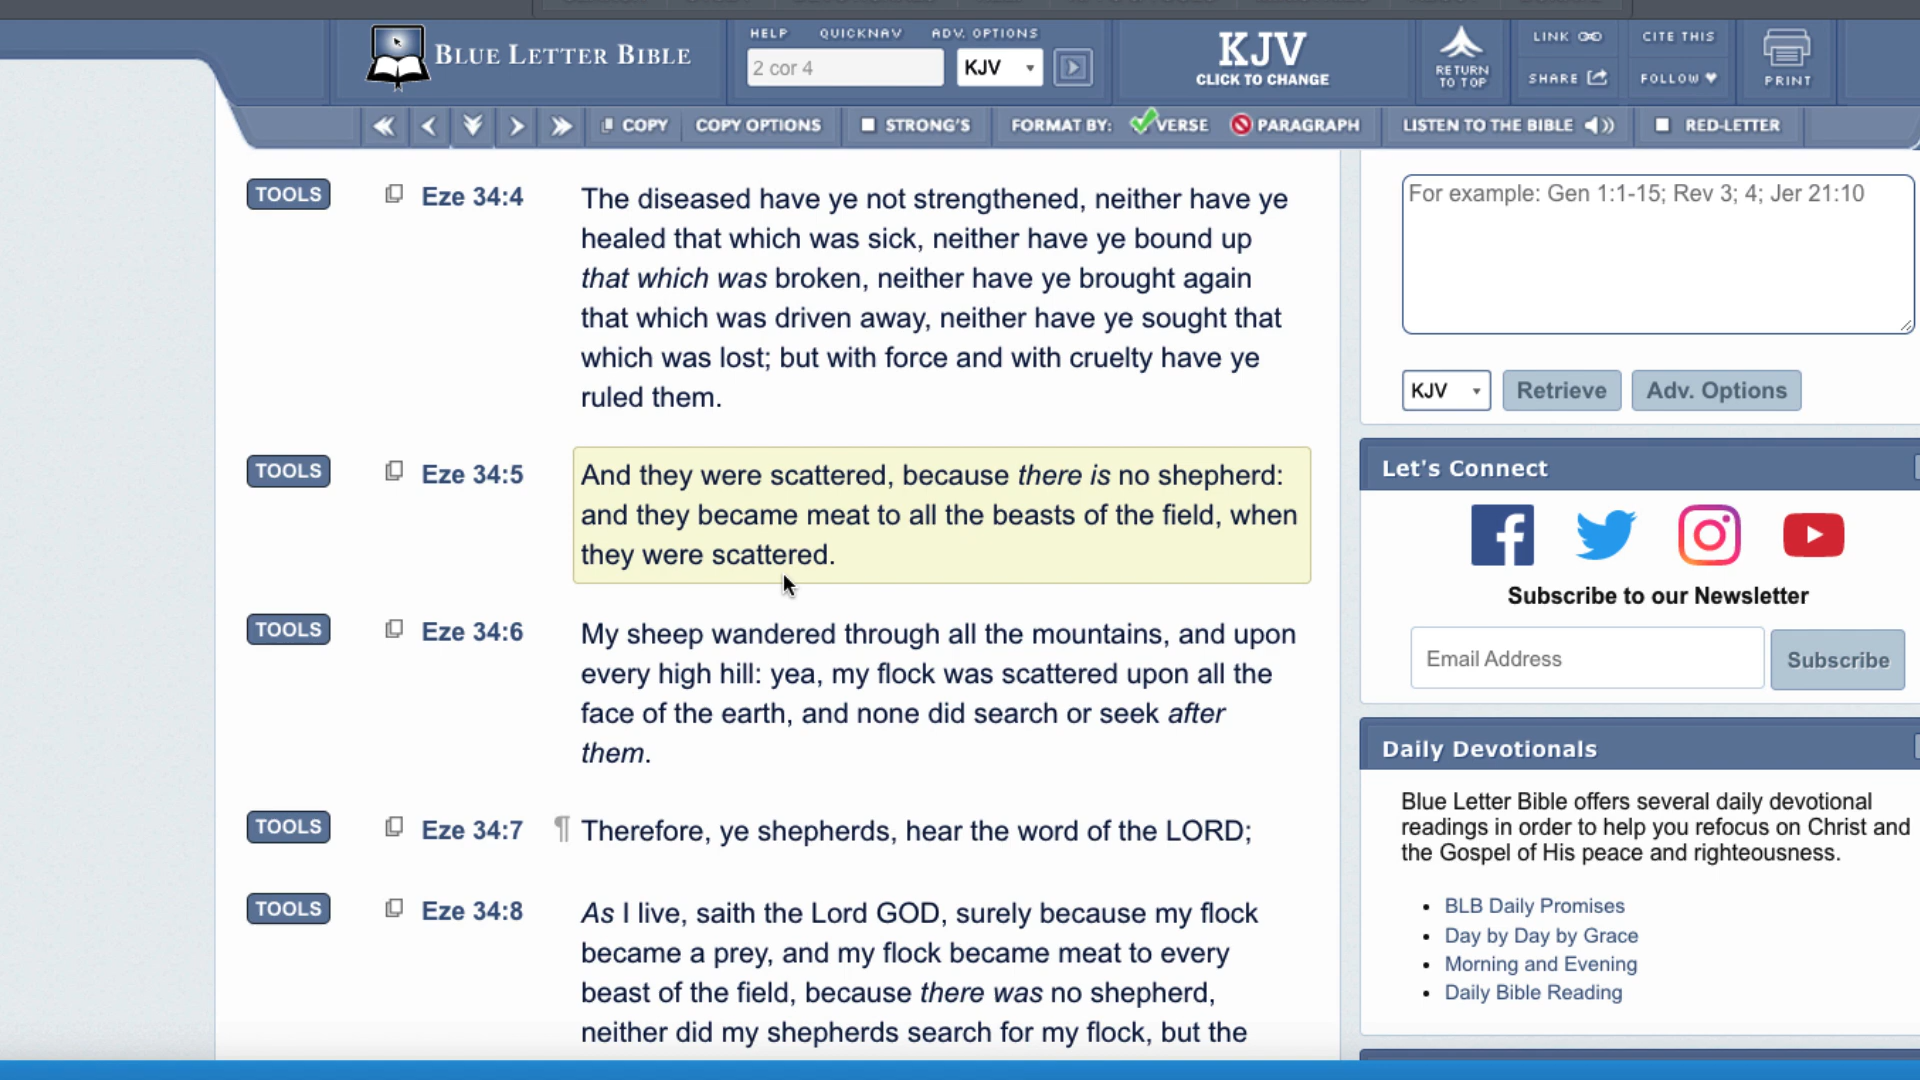 BLUE LETTER BIBLE
HELP QUICKNAV ADV. OPTIONS
2 cor 4 KJV
KJV
CLICK TO CHANGE
RETURN
TO TOP
LINK
SHARE
CITE THIS
FOLLOW
PRINT
COPY COPY OPTIONS STRONG'S FORMAT BY: VERSE PARAGRAPH LISTEN TO THE BIBLE RED-LETTER
TOOLS Eze 34:4 The diseased have ye not strengthened, neither have ye
healed that which was sick, neither have ye bound up
that which was broken, neither have ye brought again
that which was driven away, neither have ye sought that
which was lost; but with force and with cruelty have ye
ruled them.
TOOLS Eze 34:5 And they were scattered, because there is no shepherd:
and they became meat to all the beasts of the field, when
they were scattered.
TOOLS Eze 34:6 My sheep wandered through all the mountains, and upon
every high hill: yea, my flock was scattered upon all the
face of the earth, and none did search or seek after
them.
TOOLS Eze 34:7 ¶ Therefore, ye shepherds, hear the word of the LORD;
TOOLS Eze 34:8 As I live, saith the Lord GOD, surely because my flock
became a prey, and my flock became meat to every
beast of the field, because there was no shepherd,
neither did my shepherds search for my flock, but the
For example: Gen 1:1-15; Rev 3; 4; Jer 21:10
KJV Retrieve Adv. Options
Let's Connect
Subscribe to our Newsletter
Email Address Subscribe
Daily Devotionals
Blue Letter Bible offers several daily devotional
readings in order to help you refocus on Christ and
the Gospel of His peace and righteousness.
• BLB Daily Promises
• Day by Day by Grace
• Morning and Evening
• Daily Bible Reading